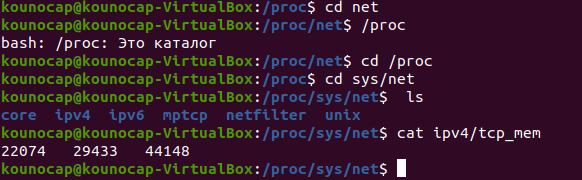 kounocap@kounocap-VirtualBox:/proc$ cd net
kounocap@kounocap-VirtualBox:/proc/net$ /proc
bash: /proc: Это каталог
kounocap@kounocap-VirtualBox:/proc/net$ cd /proc
kounocap@kounocap-VirtualBox:/proc$ cd sys/net
kounocap@kounocap-VirtualBox:/proc/sys/net$  ls
core  ipv4  ipv6  mptcp  netfilter  unix
kounocap@kounocap-VirtualBox:/proc/sys/net$ cat ipv4/tcp_mem
22074   29433   44148
kounocap@kounocap-VirtualBox:/proc/sys/net$